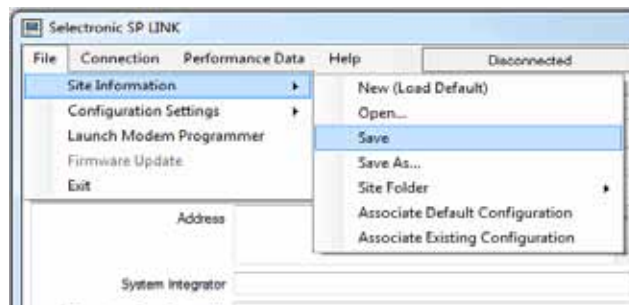 Selectronic SP LINK
File Connection Performance Data Help Disconnected
Site Information
Configuration Settings
Launch Modem Programmer
Firmware Update
Exit
New (Load Default)
Open...
Save
Save As...
Site Folder
Associate Default Configuration
Associate Existing Configuration
Address
System Integrator